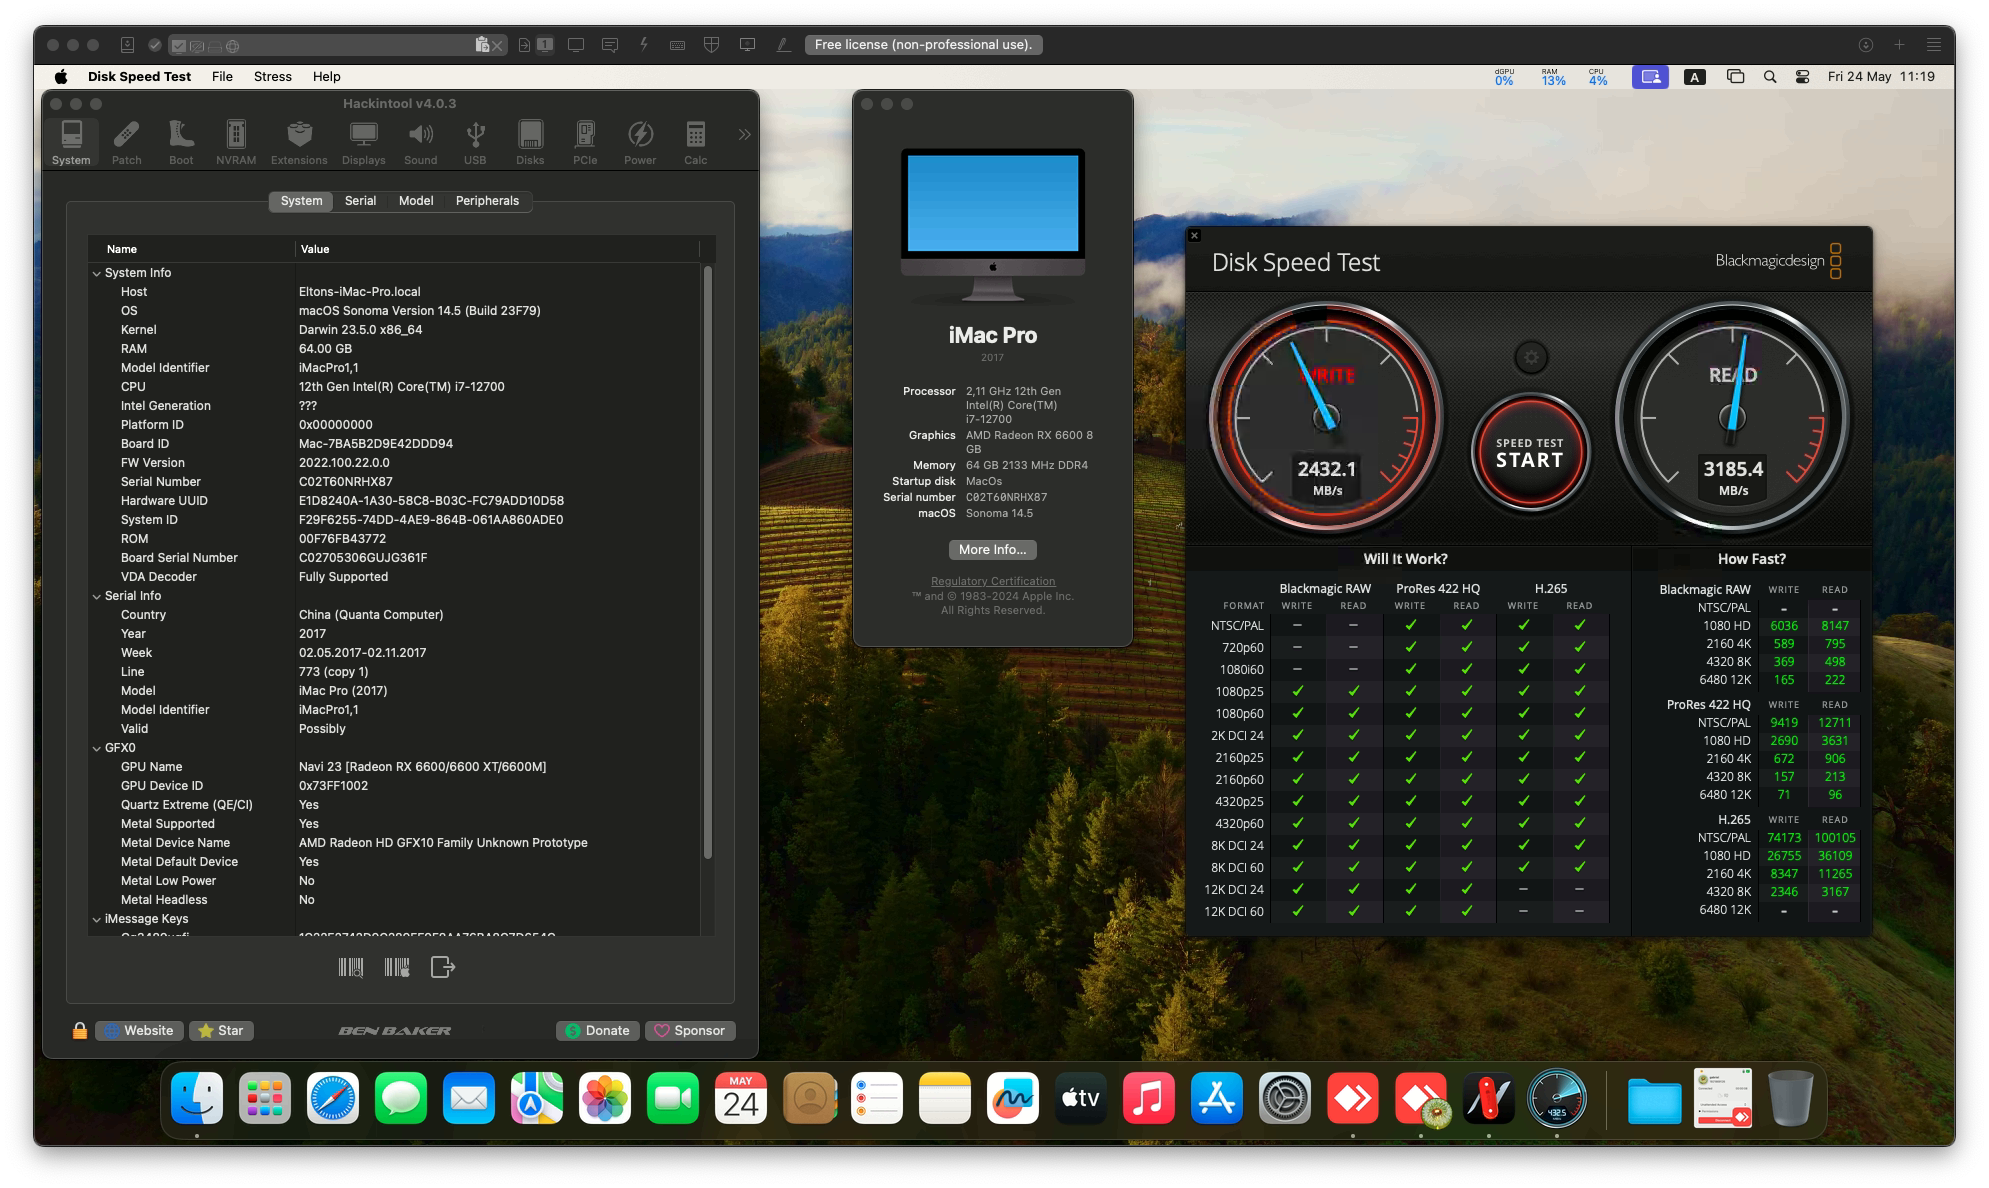 1
Free license (non-professional use).
Disk Speed Test File Stress Help
dGPU 0% RAM 13% CPU 4% A Fri 24 May 11:19
Hackintool v4.0.3
System Patch Boot NVRAM Extensions Displays Sound USB Disks PCIe Power Calc
System Serial Model Peripherals
Name Value
System Info
Host Eltons-iMac-Pro.local
OS macOS Sonoma Version 14.5 (Build 23F79)
Kernel Darwin 23.5.0 x86_64
RAM 64.00 GB
Model Identifier iMacPro1,1
CPU 12th Gen Intel(R) Core(TM) i7-12700
Intel Generation ???
Platform ID 0x00000000
Board ID Mac-7BA5B2D9E42DDD94
FW Version 2022.100.22.0.0
Serial Number C02T60NRHX87
Hardware UUID E1D8240A-1A30-58C8-B03C-FC79ADD10D58
System ID F29F6255-74DD-4AE9-864B-061AA860ADE0
ROM 00F76FB43772
Board Serial Number C02705306GUJG361F
VDA Decoder Fully Supported
Serial Info
Country China (Quanta Computer)
Year 2017
Week 02.05.2017-02.11.2017
Line 773 (copy 1)
Model iMac Pro (2017)
Model Identifier iMacPro1,1
Valid Possibly
GFX0
GPU Name Navi 23 [Radeon RX 6600/6600 XT/6600M]
GPU Device ID 0x73FF1002
Quartz Extreme (QE/CI) Yes
Metal Supported Yes
Metal Device Name AMD Radeon HD GFX10 Family Unknown Prototype
Metal Default Device Yes
Metal Low Power No
Metal Headless No
iMessage Keys
Website Star BEN BAKER Donate Sponsor
iMac Pro
2017
Processor 2,11 GHz 12th Gen
Intel(R) Core(TM)
i7-12700
Graphics AMD Radeon RX 6600 8
GB
Memory 64 GB 2133 MHz DDR4
Startup disk MacOs
Serial number C02T60NRHX87
macOS Sonoma 14.5
More Info...
Regulatory Certification
™ and © 1983-2024 Apple Inc.
All Rights Reserved.
Disk Speed Test Blackmagicdesign
WRITE
2432.1
MB/s
SPEED TEST
START
READ
3185.4
MB/s
Will It Work?
Blackmagic RAW ProRes 422 HQ H.265
FORMAT WRITE READ WRITE READ WRITE READ
NTSC/PAL – – ✓ ✓ ✓ ✓
720p60 – – ✓ ✓ ✓ ✓
1080i60 – – ✓ ✓ ✓ ✓
1080p25 ✓ ✓ ✓ ✓ ✓ ✓
1080p60 ✓ ✓ ✓ ✓ ✓ ✓
2K DCI 24 ✓ ✓ ✓ ✓ ✓ ✓
2160p25 ✓ ✓ ✓ ✓ ✓ ✓
2160p60 ✓ ✓ ✓ ✓ ✓ ✓
4320p25 ✓ ✓ ✓ ✓ ✓ ✓
4320p60 ✓ ✓ ✓ ✓ ✓ ✓
8K DCI 24 ✓ ✓ ✓ ✓ ✓ ✓
8K DCI 60 ✓ ✓ ✓ ✓ ✓ ✓
12K DCI 24 ✓ ✓ ✓ ✓ – –
12K DCI 60 ✓ ✓ ✓ ✓ – –
How Fast?
Blackmagic RAW WRITE READ
NTSC/PAL - -
1080 HD 6036 8147
2160 4K 589 795
4320 8K 369 498
6480 12K 165 222
ProRes 422 HQ WRITE READ
NTSC/PAL 9419 12711
1080 HD 2690 3631
2160 4K 672 906
4320 8K 157 213
6480 12K 71 96
H.265 WRITE READ
NTSC/PAL 74173 100105
1080 HD 26755 36109
2160 4K 8347 11265
4320 8K 2346 3167
6480 12K - -
MAY
24
tv
432.5